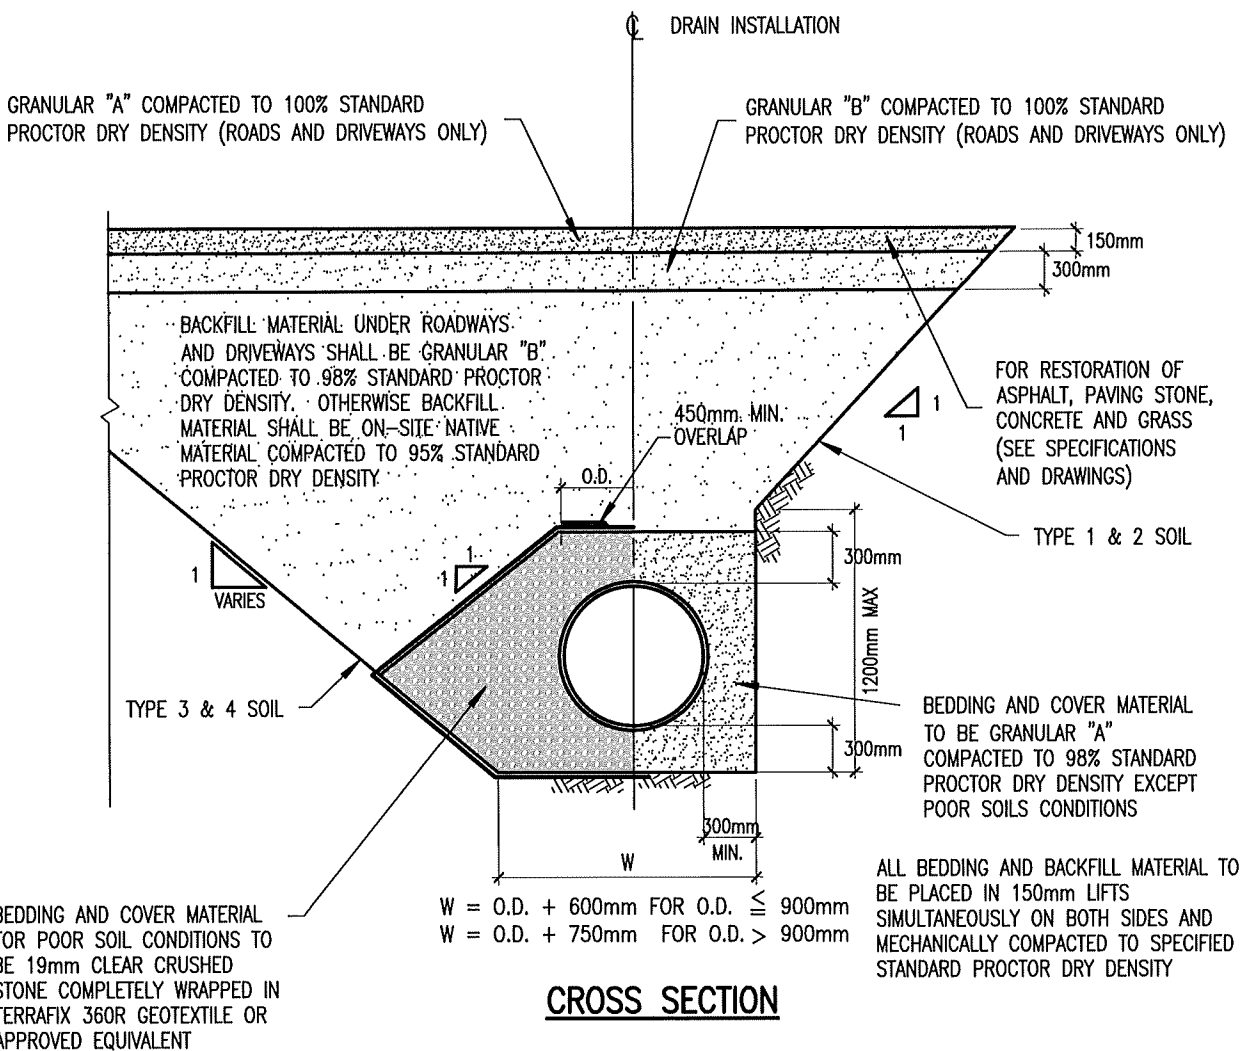 ℄ DRAIN INSTALLATION
GRANULAR "A" COMPACTED TO 100% STANDARD
PROCTOR DRY DENSITY (ROADS AND DRIVEWAYS ONLY)
GRANULAR "B" COMPACTED TO 100% STANDARD
PROCTOR DRY DENSITY (ROADS AND DRIVEWAYS ONLY)
150mm
300mm
BACKFILL MATERIAL UNDER ROADWAYS
AND DRIVEWAYS SHALL BE GRANULAR "B"
COMPACTED TO 98% STANDARD PROCTOR
DRY DENSITY. OTHERWISE BACKFILL
MATERIAL SHALL BE ON-SITE NATIVE
MATERIAL COMPACTED TO 95% STANDARD
PROCTOR DRY DENSITY
450mm MIN.
OVERLAP
O.D.
1
1
FOR RESTORATION OF
ASPHALT, PAVING STONE,
CONCRETE AND GRASS
(SEE SPECIFICATIONS
AND DRAWINGS)
TYPE 1 & 2 SOIL
1
VARIES
1
1
300mm
1200mm MAX
300mm
TYPE 3 & 4 SOIL
BEDDING AND COVER MATERIAL
TO BE GRANULAR "A"
COMPACTED TO 98% STANDARD
PROCTOR DRY DENSITY EXCEPT
POOR SOILS CONDITIONS
300mm
MIN.
W
W = O.D. + 600mm FOR O.D. ≦ 900mm
W = O.D. + 750mm FOR O.D. > 900mm
ALL BEDDING AND BACKFILL MATERIAL TO
BE PLACED IN 150mm LIFTS
SIMULTANEOUSLY ON BOTH SIDES AND
MECHANICALLY COMPACTED TO SPECIFIED
STANDARD PROCTOR DRY DENSITY
BEDDING AND COVER MATERIAL
FOR POOR SOIL CONDITIONS TO
BE 19mm CLEAR CRUSHED
STONE COMPLETELY WRAPPED IN
TERRAFIX 360R GEOTEXTILE OR
APPROVED EQUIVALENT
CROSS SECTION